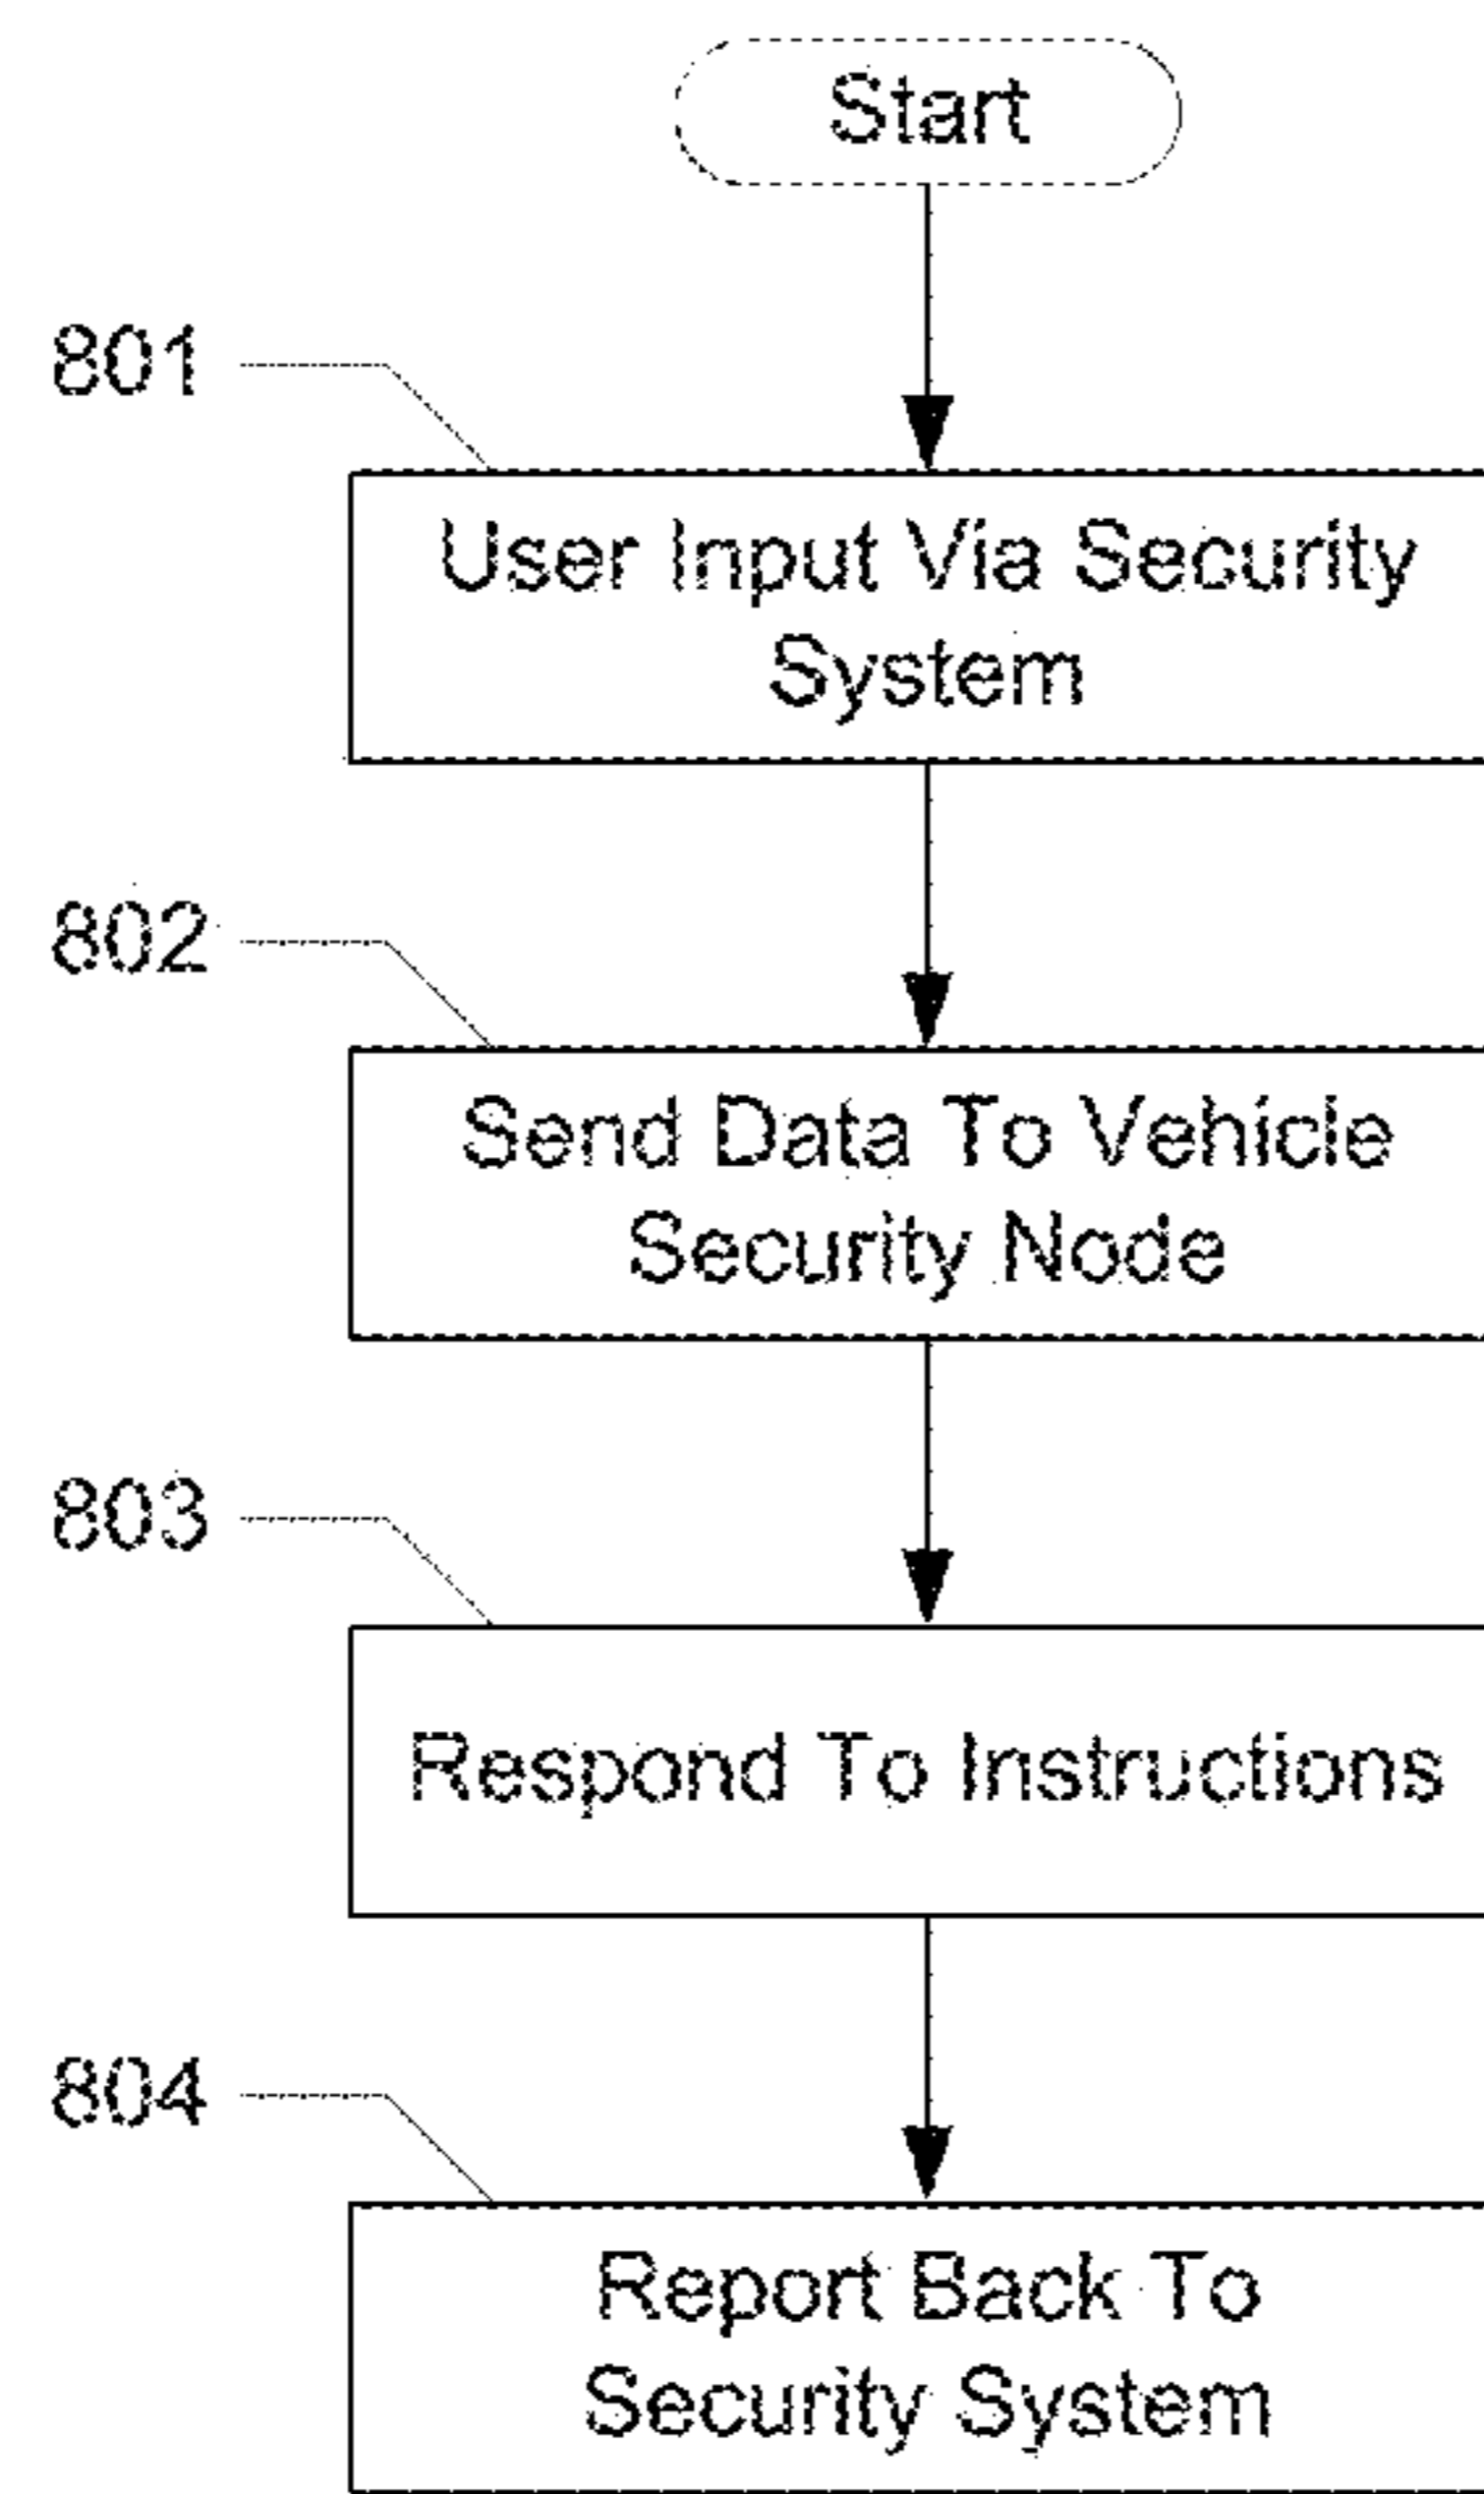 Start
801
User Input Via Security
System
802
Send Data To Vehicle
Security Node
803
Respond To Instructions
804
Report Back To
Security System